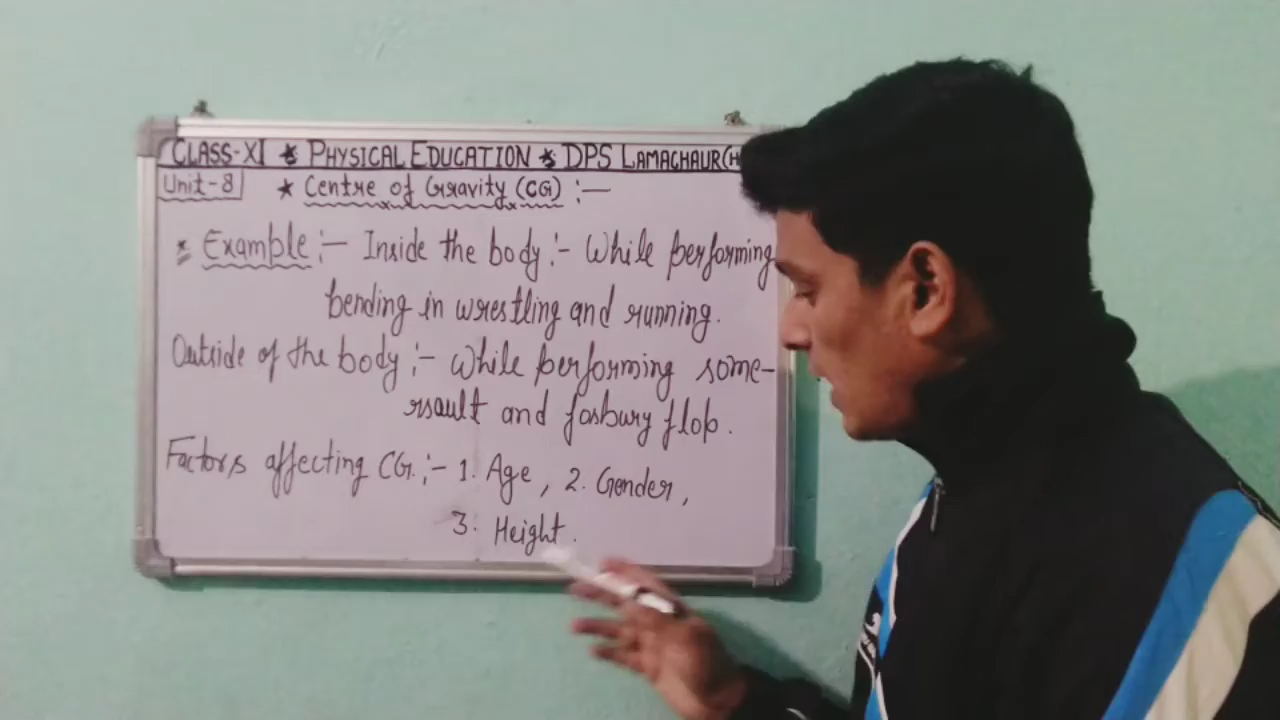 CLASS-XI * PHYSICAL EDUCATION * DPS LAMACHAUR(H
Unit-8 * Centre of Gravity (CG) :—
* Example :— Inside the body :- While performing
bending in wrestling and running.
Outside of the body :- While performing some-
rsault and fosbury flop.
Factors affecting CG :- 1. Age , 2. Gender,
3. Height.